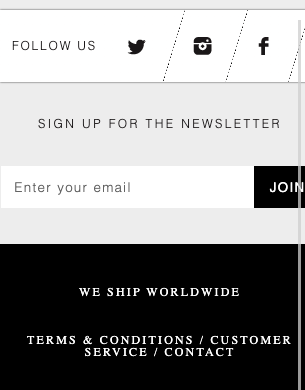 FOLLOW US
SIGN UP FOR THE NEWSLETTER
Enter your email
JOIN
WE SHIP WORLDWIDE
TERMS & CONDITIONS / CUSTOMER
SERVICE / CONTACT